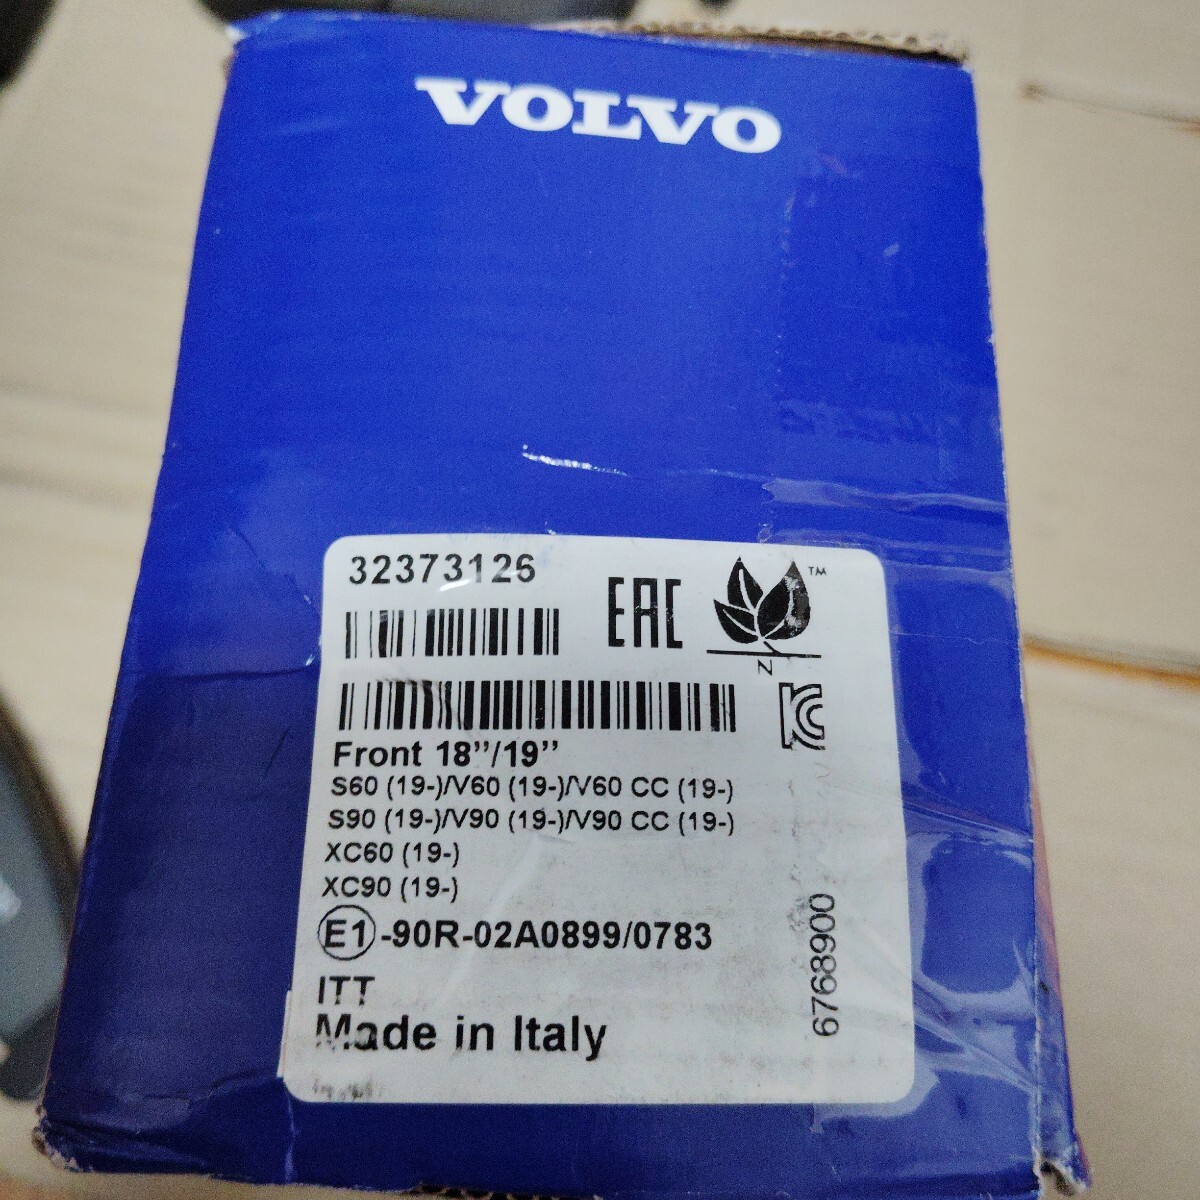 VOLVO
32373126
EAC
TM
N
Front 18”/19”
S60 (19-)/V60 (19-)/V60 CC (19-)
S90 (19-)/V90 (19-)/V90 CC (19-)
XC60 (19-)
XC90 (19-)
E1-90R-02A0899/0783
ITT
Made in Italy
6768900